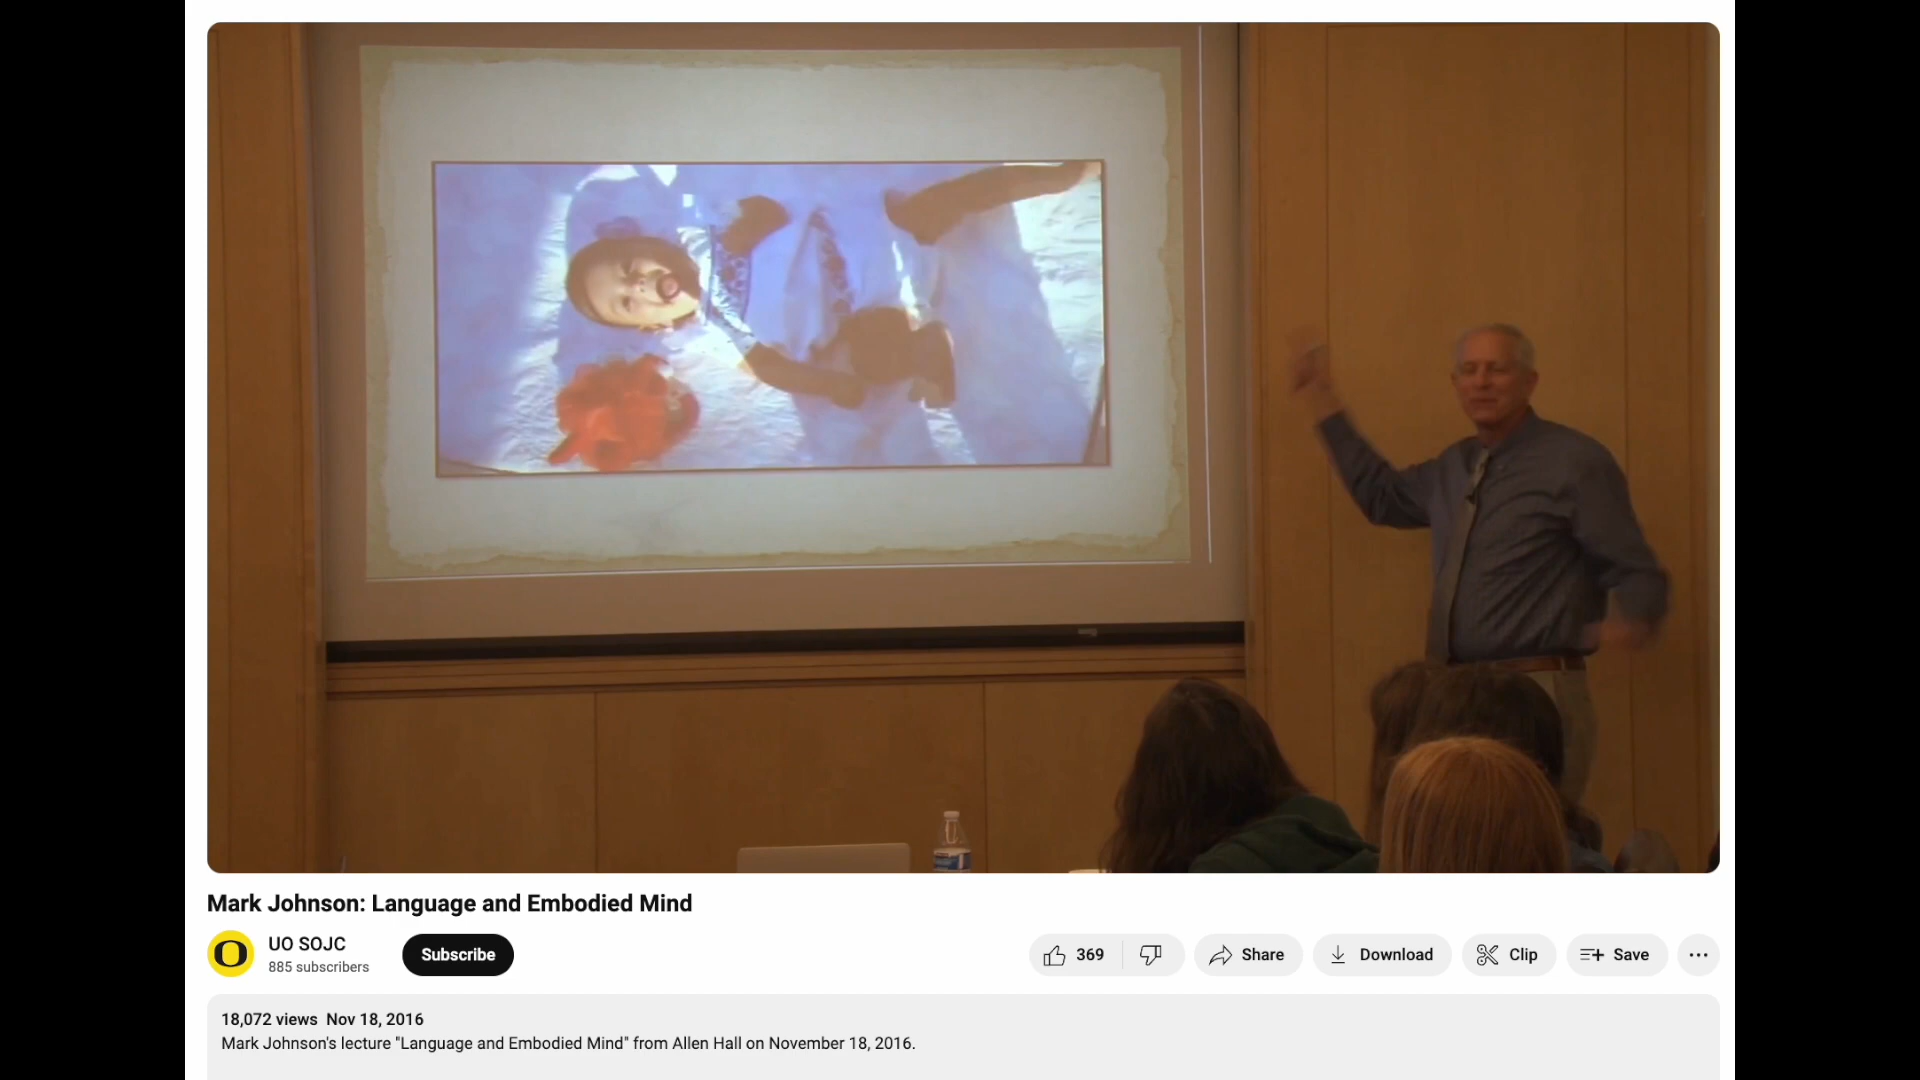 Mark Johnson: Language and Embodied Mind
UO SOJC
885 subscribers
Subscribe
369
Share
Download
Clip
Save
18,072 views Nov 18, 2016
Mark Johnson's lecture "Language and Embodied Mind" from Allen Hall on November 18, 2016.